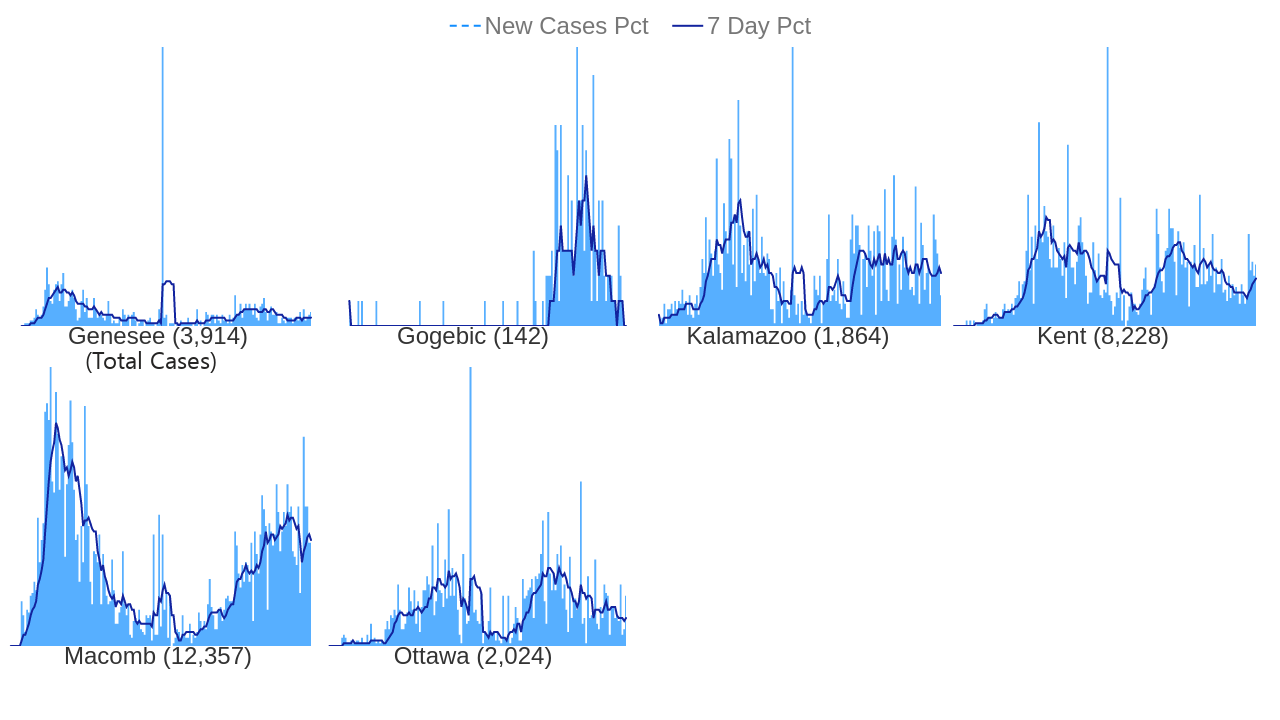 New Cases Pct 7 Day Pct
Genesee (3,914)
(Total Cases)
Gogebic (142)
Kalamazoo (1,864)
Kent (8,228)
Macomb (12,357)
Ottawa (2,024)